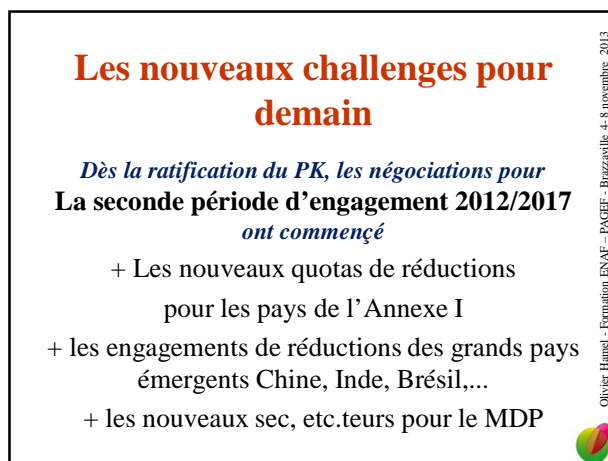 Les nouveaux challenges pour
demain
Dès la ratification du PK, les négociations pour
La seconde période d'engagement 2012/2017
ont commençé
+ Les nouveaux quotas de réductions
pour les pays de l'Annexe I
+ les engagements de réductions des grands pays
émergents Chine, Inde, Brésil,...
+ les nouveaux sec, etc.teurs pour le MDP
Olivier Hamel - Formation ENAF – PAGEF - Brazzaville 4- 8 novembre 2013